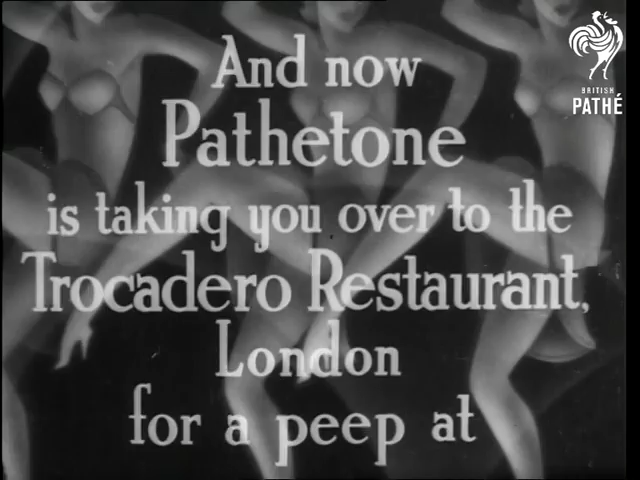 And now
Pathetone
is taking you over to the
Trocadero Restaurant,
London
for a peep at
BRITISH
PATHÉ